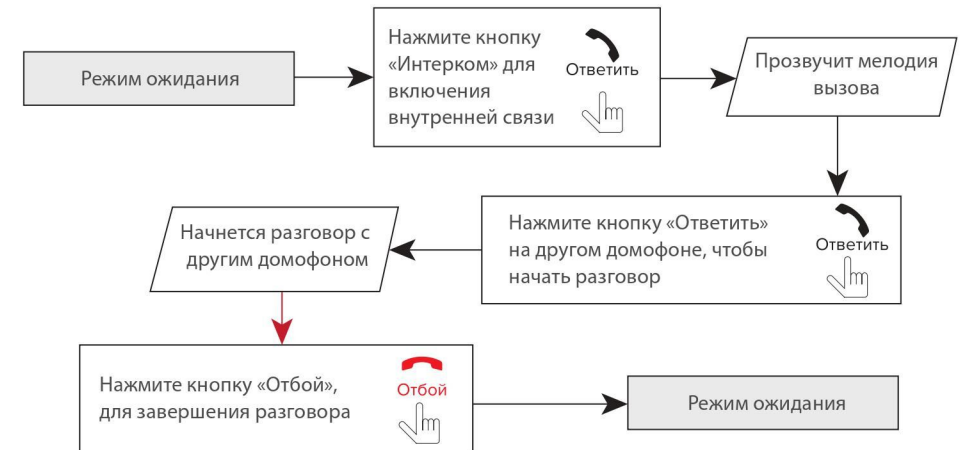 Режим ожидания
Нажмите кнопку
«Интерком» для
включения
внутренней связи
Ответить
Прозвучит мелодия
вызова
Нажмите кнопку «Ответить»
на другом домофоне, чтобы
начать разговор
Ответить
Начнется разговор с
другим домофоном
Нажмите кнопку «Отбой»,
для завершения разговора
Отбой
Режим ожидания